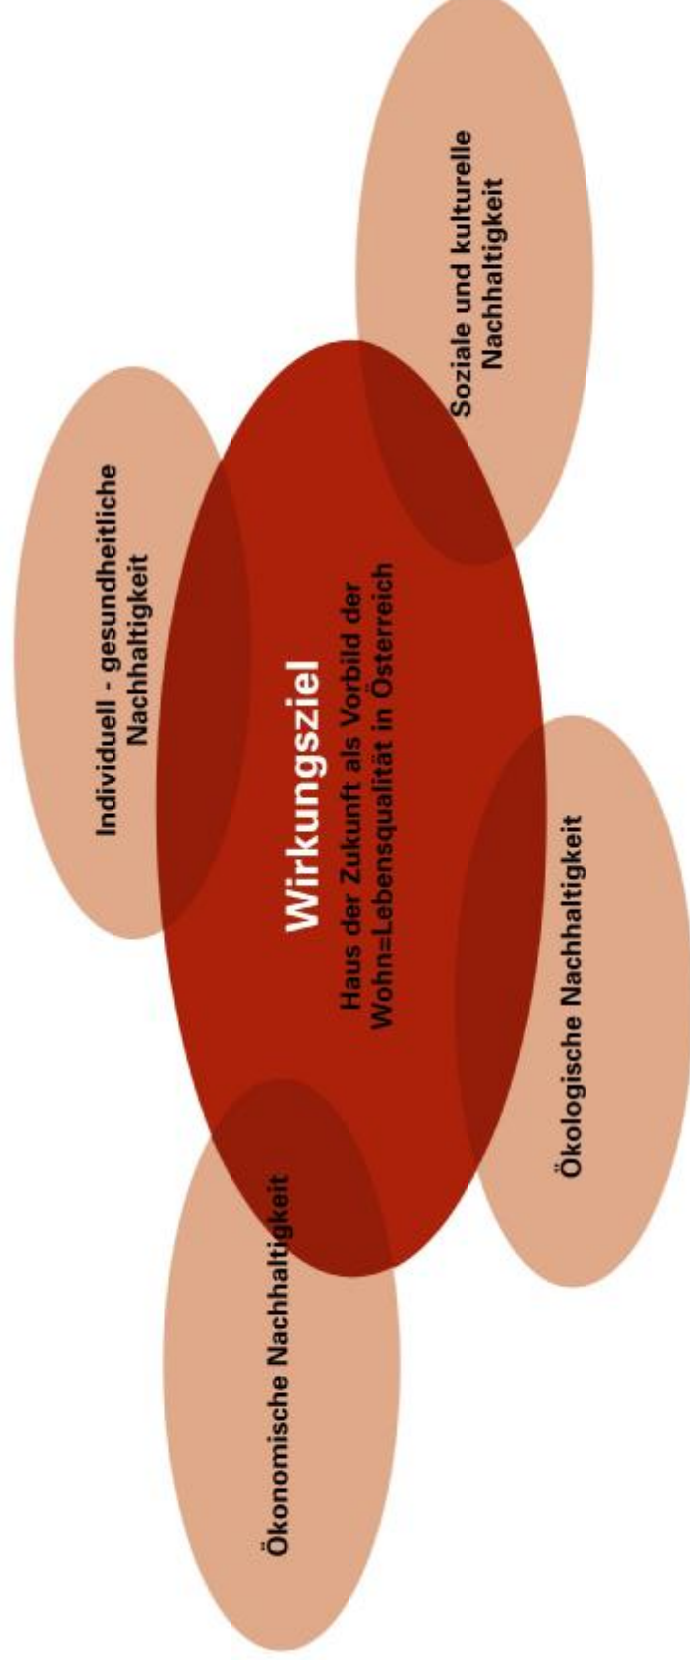 Individuell - gesundheitliche
Nachhaltigkeit
Ökonomische Nachhaltigkeit
Wirkungsziel
Haus der Zukunft als Vorbild der
Wohn=Lebensqualität in Österreich
Soziale und kulturelle
Nachhaltigkeit
Ökologische Nachhaltigkeit